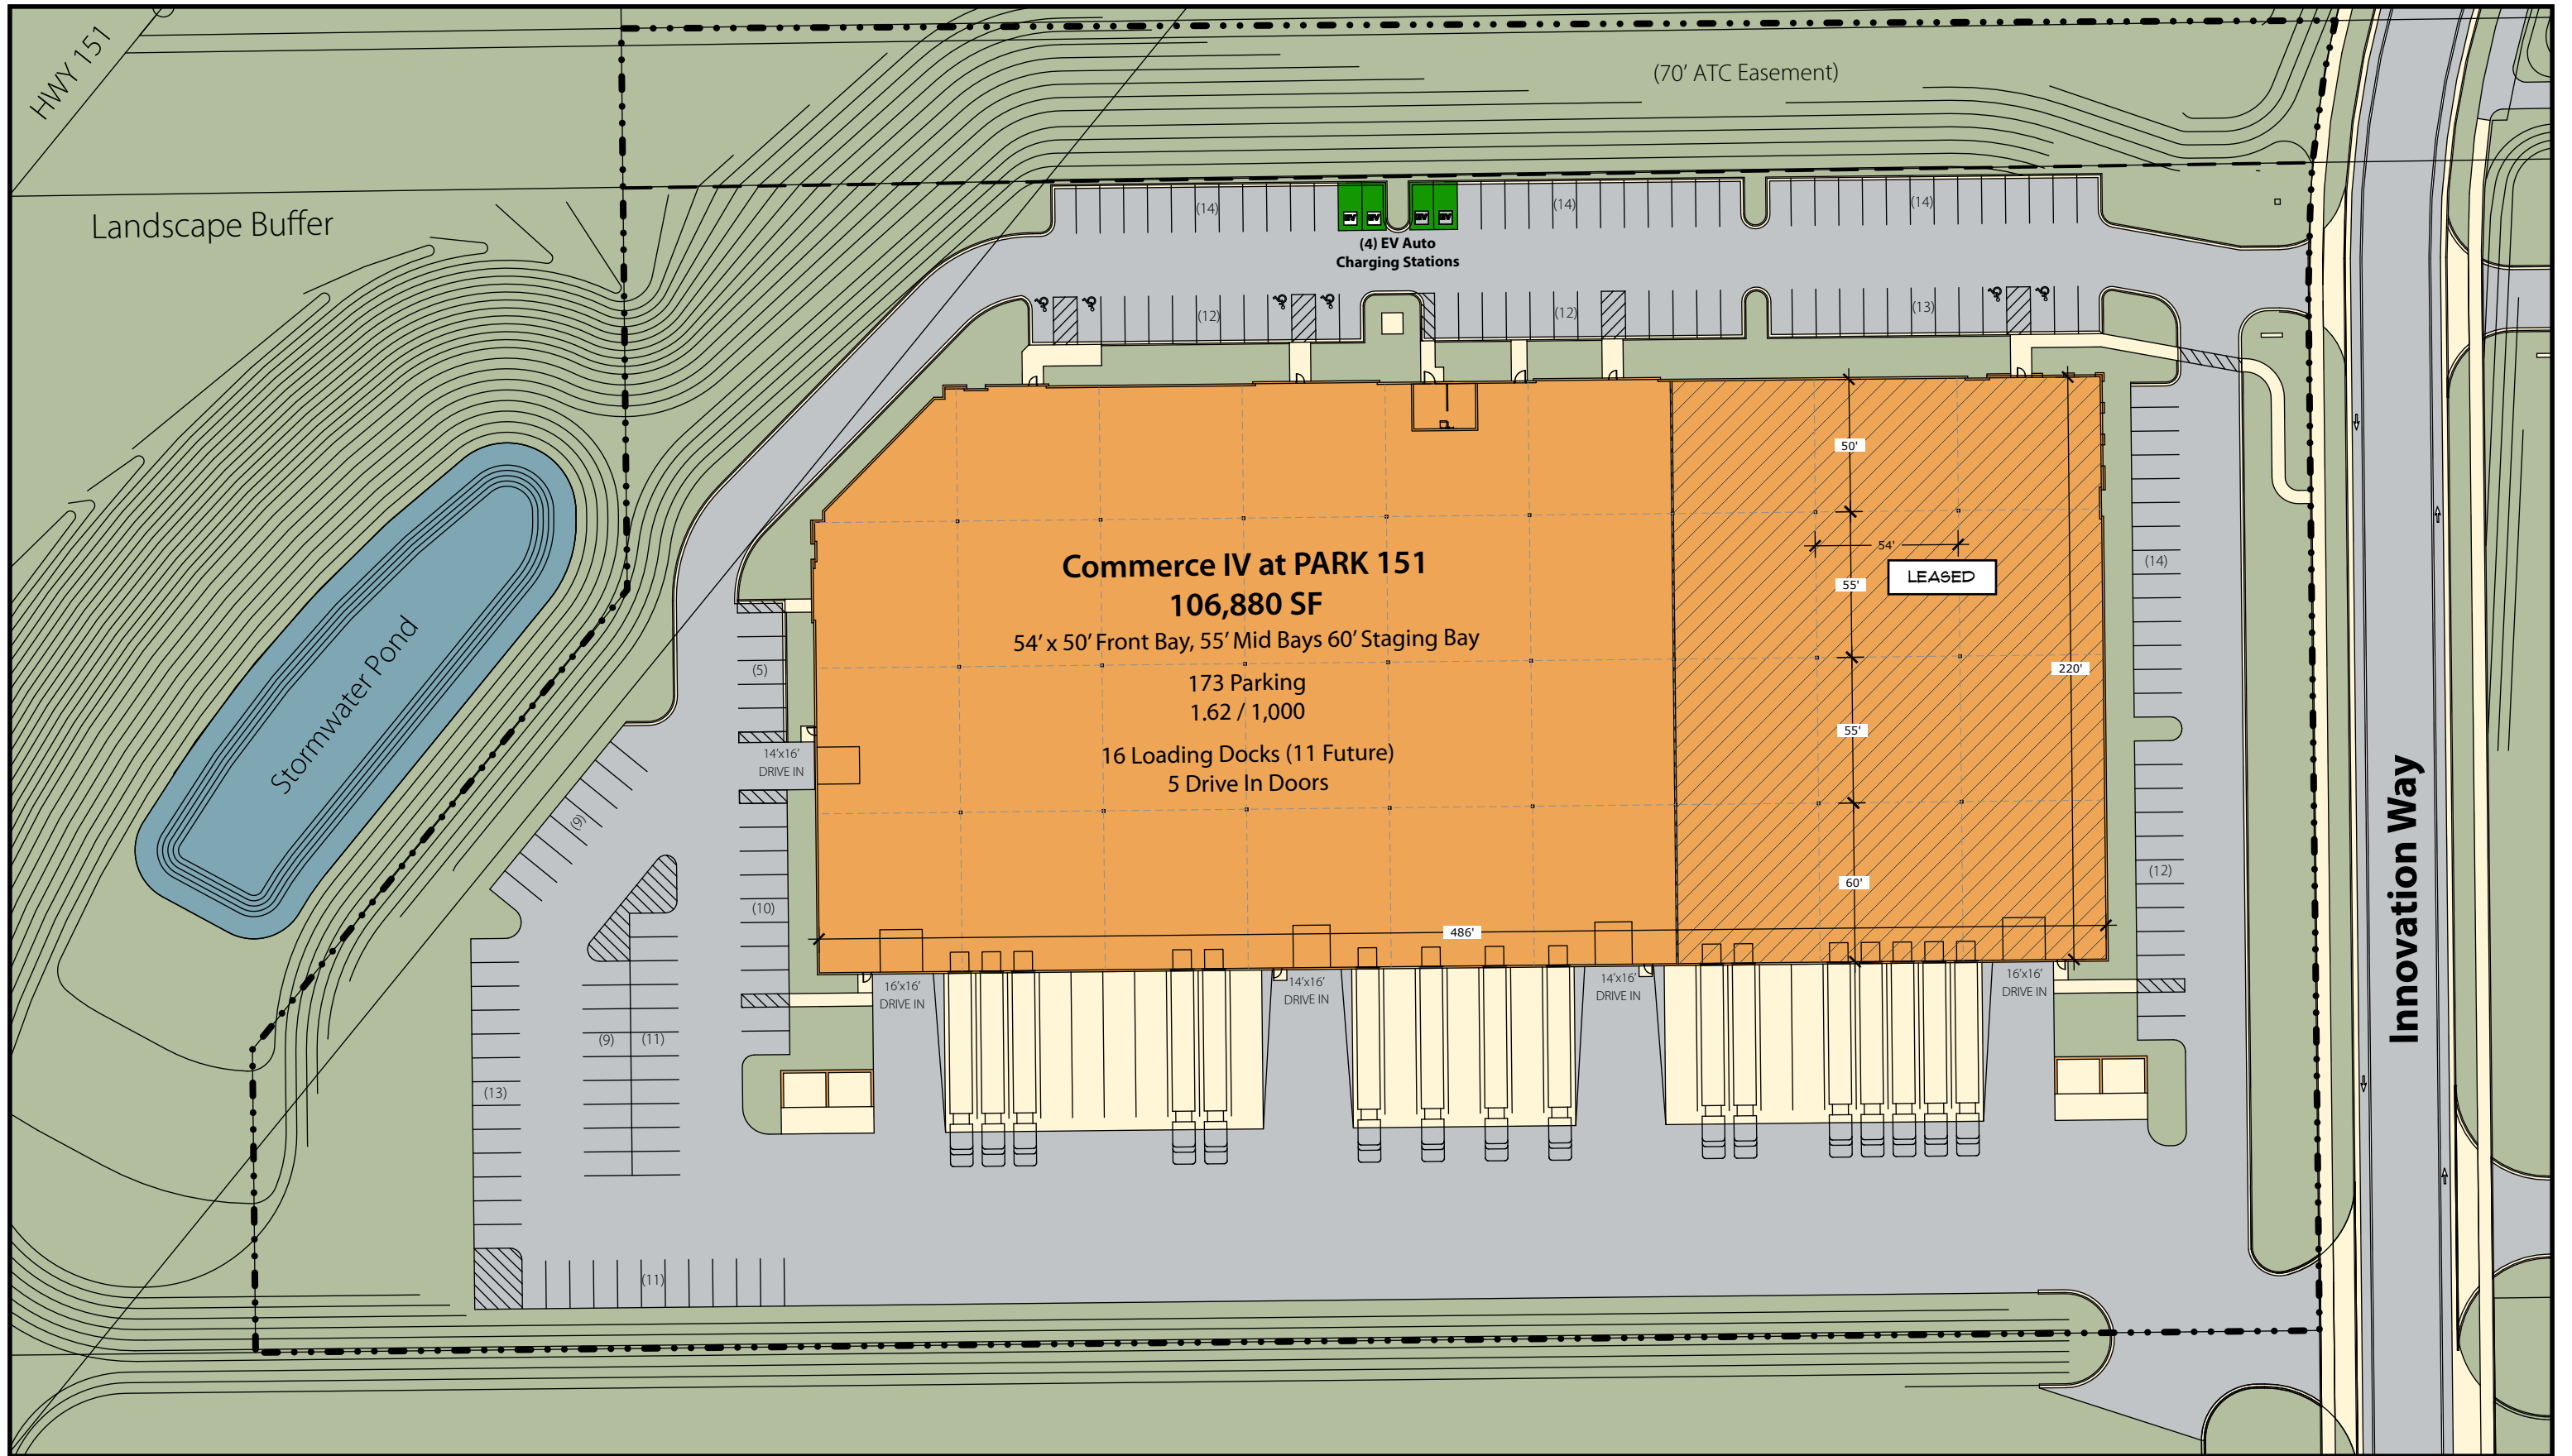 HWY 151
(70' ATC Easement)
Landscape Buffer
(14)
(14)
(14)
EV
EV
EV
EV
(4) EV Auto
Charging Stations
(12)
(12)
(13)
50'
54'
55'
LEASED
Commerce IV at PARK 151
106,880 SF
54' x 50' Front Bay, 55' Mid Bays 60' Staging Bay
173 Parking
1.62 / 1,000
16 Loading Docks (11 Future)
5 Drive In Doors
(14)
(5)
220'
55'
14'x16'
DRIVE IN
Stormwater Pond
(9)
(10)
60'
(12)
486'
Innovation Way
16'x16'
DRIVE IN
14'x16'
DRIVE IN
14'x16'
DRIVE IN
16'x16'
DRIVE IN
(9)
(11)
(13)
(11)